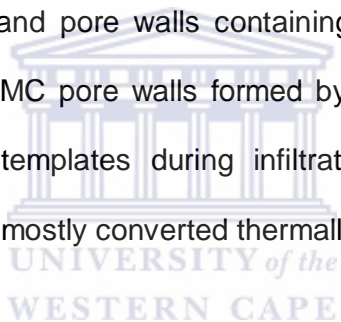 and pore walls containing
MC pore walls formed by
templates during infiltrat
mostly converted thermall
UNIVERSITY of the
WESTERN CAPE